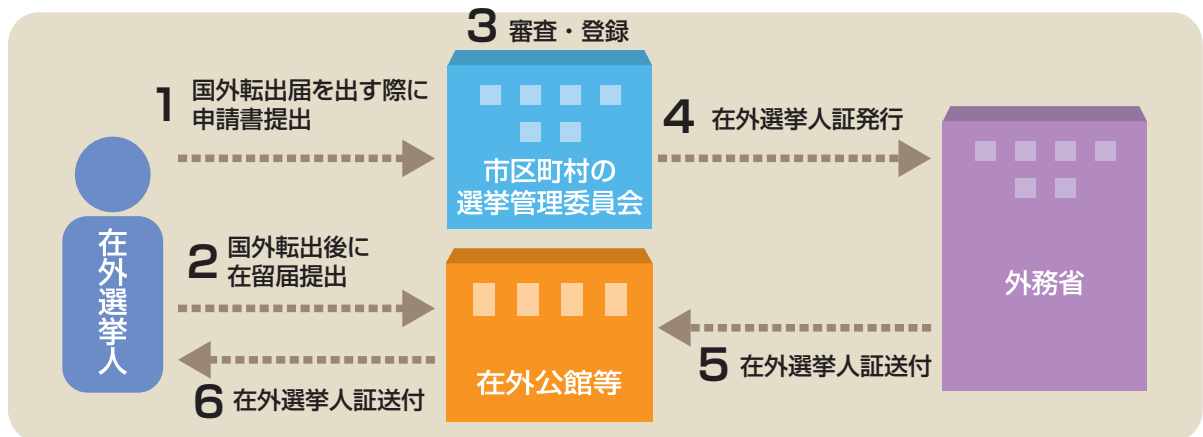 3 審査・登録
1 国外転出届を出す際に
申請書提出
4 在外選挙人証発行
市区町村の
選挙管理委員会
在外選挙人
2 国外転出後に
在留届提出
外務省
5 在外選挙人証送付
在外公館等
6 在外選挙人証送付